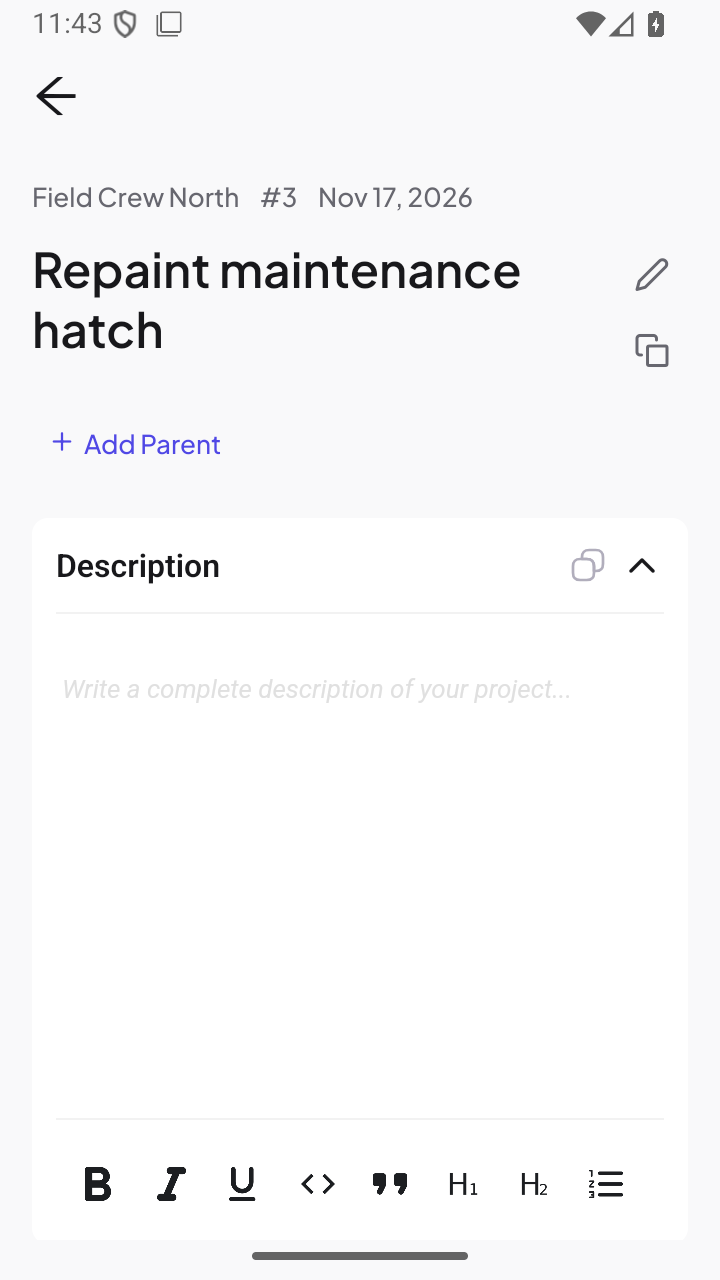 11:43
Field Crew North #3 Nov 17, 2026
Repaint maintenance
hatch
+ Add Parent
Description
Write a complete description of your project...
B I U <> H1 H2